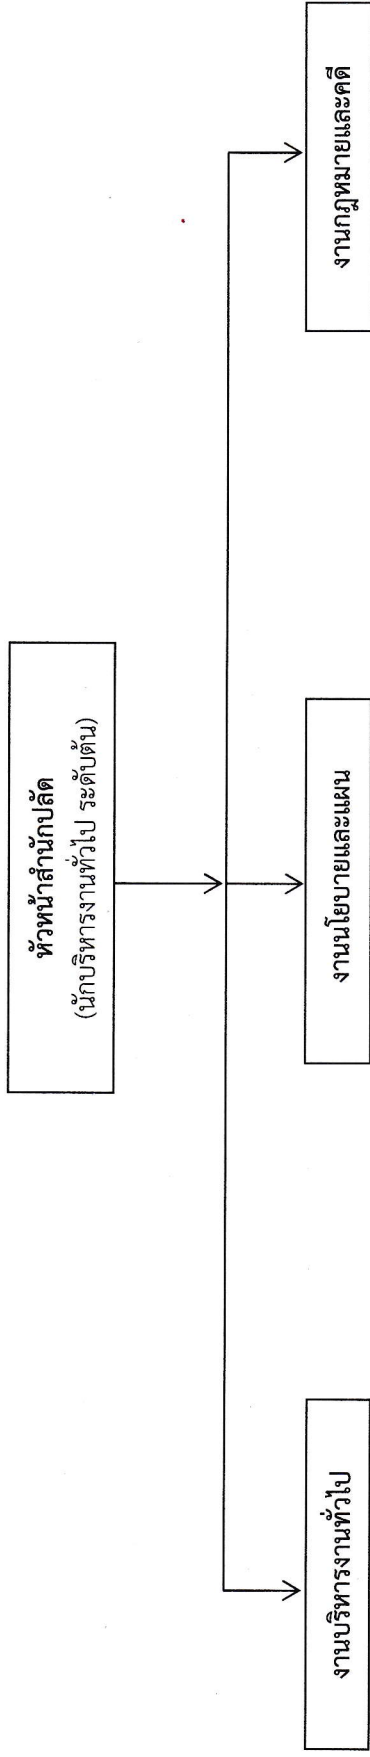 หัวหน้าสำนักปลัด
(นักบริหารงานทั่วไป ระดับต้น)
งานบริหารงานทั่วไป
งานนโยบายและแผน
งานกฎหมายและคดี